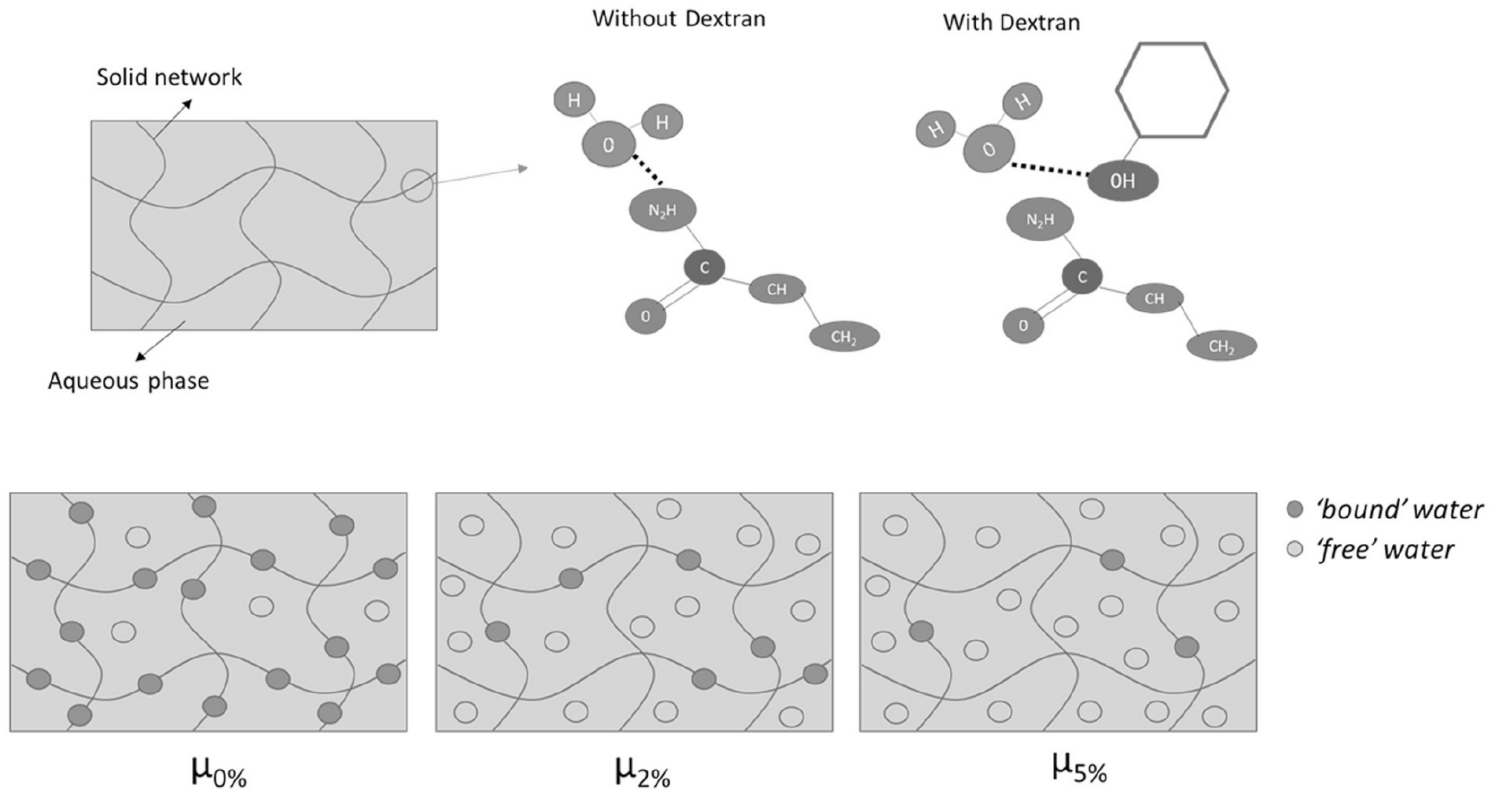 Without Dextran
With Dextran
Solid network
Aqueous phase
H
H
O
N₂H
C
O
CH
CH₂
H
H
O
OH
N₂H
C
O
CH
CH₂
'bound' water
'free' water
μ0%
μ2%
μ5%